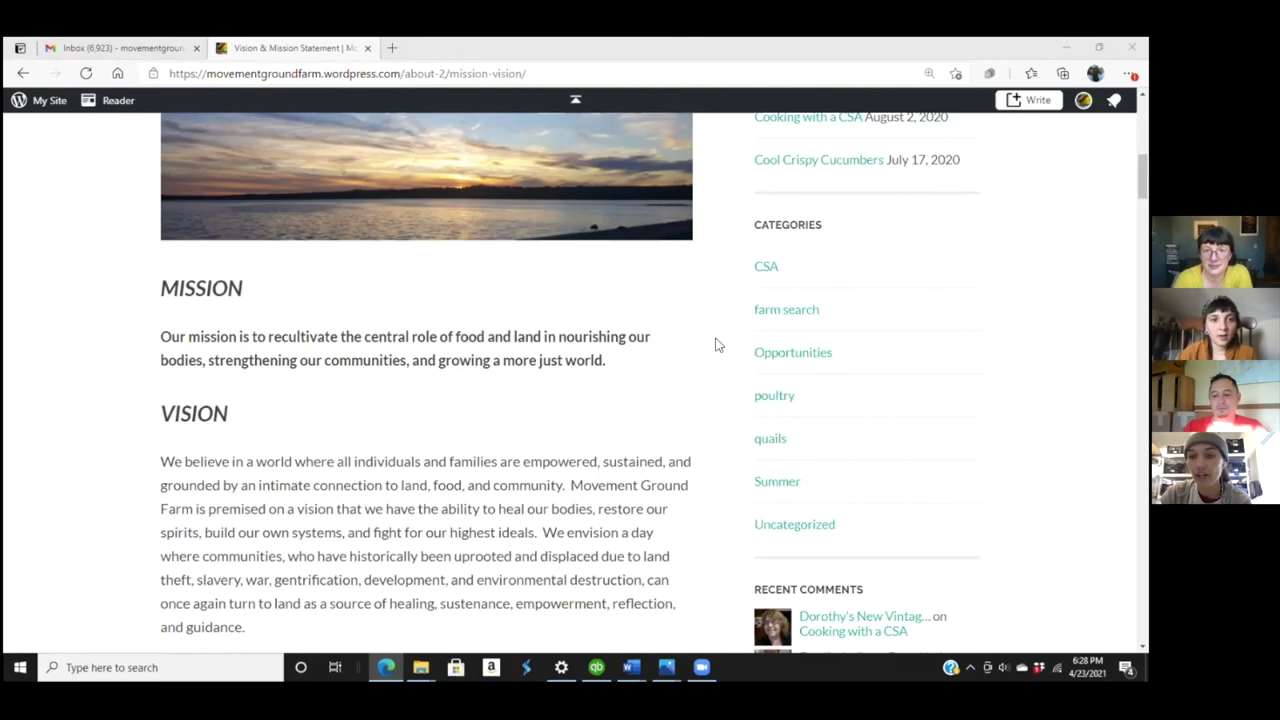 Inbox (6,923) - movementgroun
Vision & Mission Statement | Mo
https://movementgroundfarm.wordpress.com/about-2/mission-vision/
My Site
Reader
Write
Cooking with a CSA August 2, 2020
Cool Crispy Cucumbers July 17, 2020
CATEGORIES
CSA
farm search
Opportunities
poultry
quails
Summer
Uncategorized
RECENT COMMENTS
Dorothy's New Vintag... on
Cooking with a CSA
MISSION
Our mission is to recultivate the central role of food and land in nourishing our
bodies, strengthening our communities, and growing a more just world.
VISION
We believe in a world where all individuals and families are empowered, sustained, and
grounded by an intimate connection to land, food, and community. Movement Ground
Farm is premised on a vision that we have the ability to heal our bodies, restore our
spirits, build our own systems, and fight for our highest ideals. We envision a day
where communities, who have historically been uprooted and displaced due to land
theft, slavery, war, gentrification, development, and environmental destruction, can
once again turn to land as a source of healing, sustenance, empowerment, reflection,
and guidance.
Type here to search
6:28 PM
4/23/2021